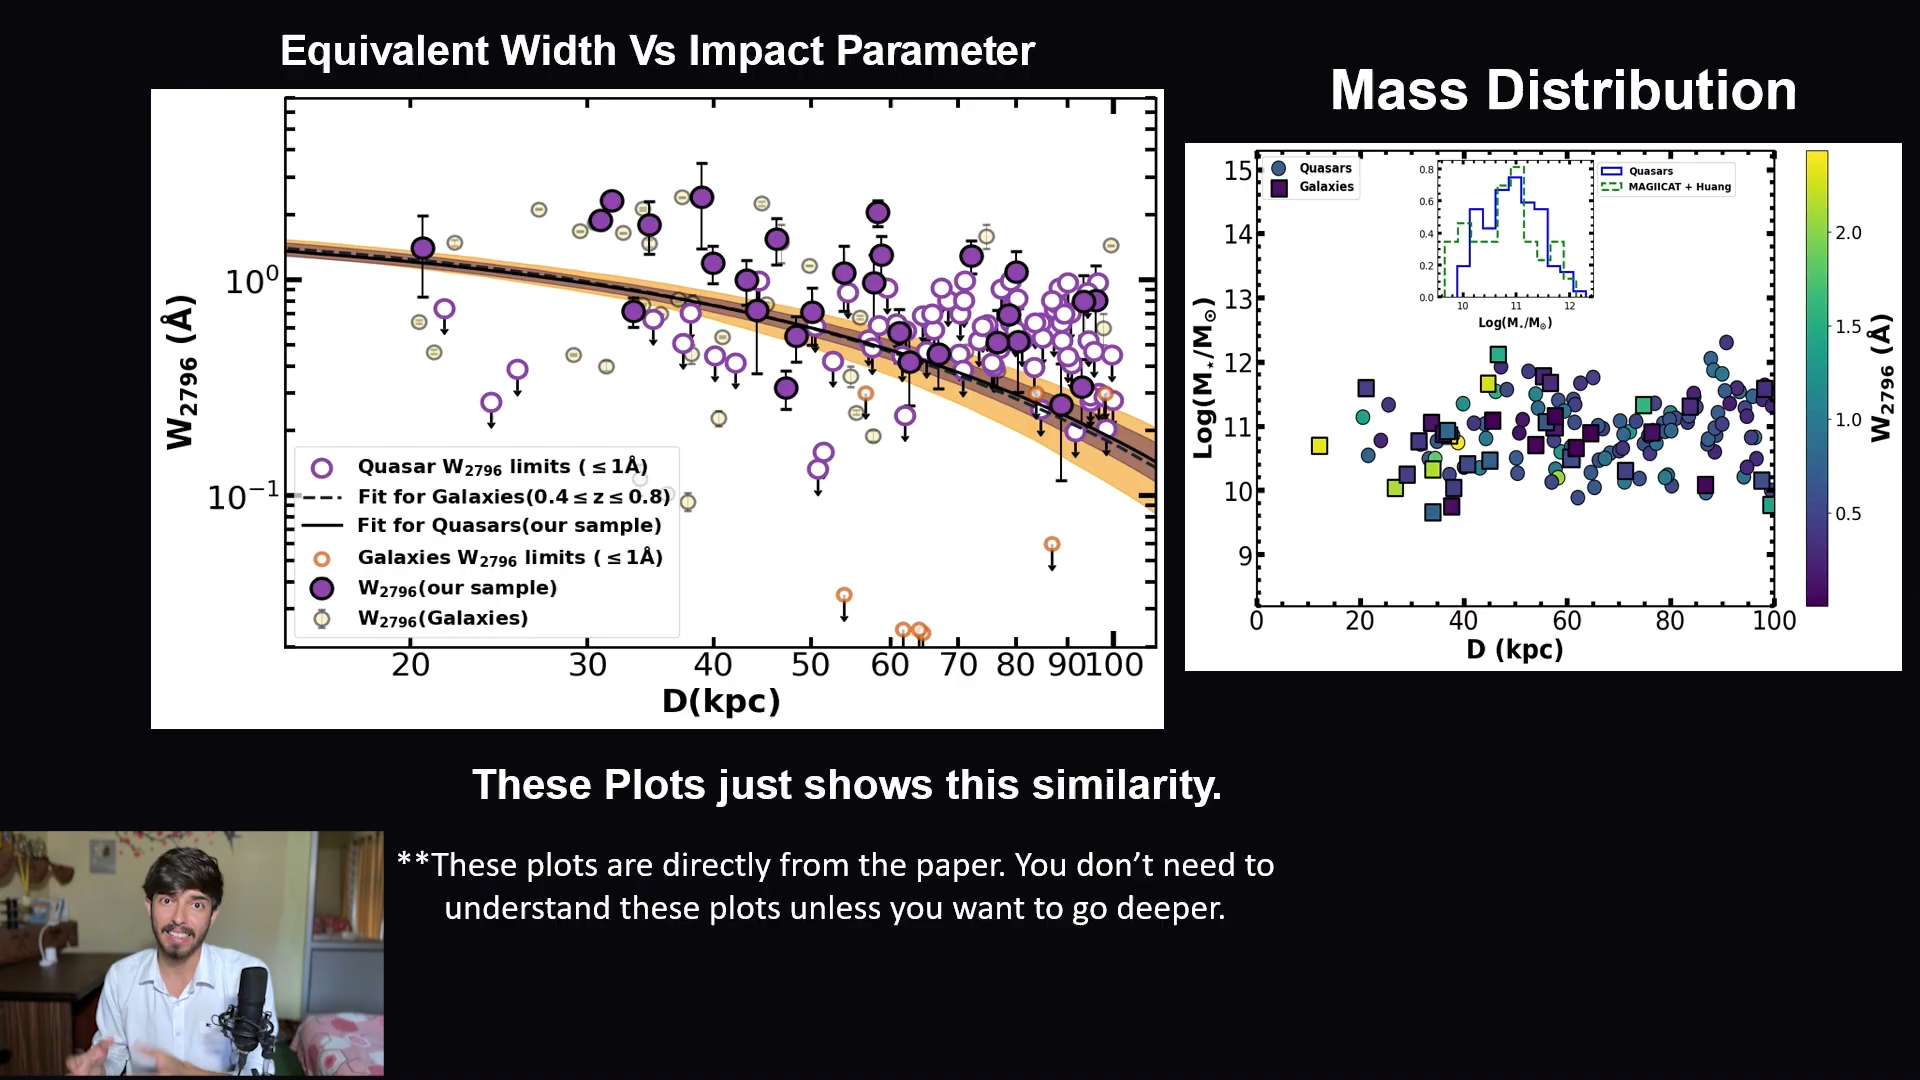 Equivalent Width Vs Impact Parameter
Mass Distribution
W2796 (Å)
10⁰
10⁻¹
Quasar W2796 limits (≤1Å)
Fit for Galaxies(0.4≤z≤0.8)
Fit for Quasars(our sample)
Galaxies W2796 limits (≤1Å)
W2796(our sample)
W2796(Galaxies)
20 30 40 50 60 70 80 90 100
D(kpc)
Log(M⋆/M⊙)
15
14
13
12
11
10
9
Quasars
Galaxies
0.8
0.6
0.4
0.2
0.0
10 11 12
Log(M⋆/M⊙)
Quasars
MAGIICAT + Huang
0 20 40 60 80 100
D (kpc)
2.0
1.5
1.0
0.5
W2796 (Å)
These Plots just shows this similarity.
**These plots are directly from the paper. You don’t need to
understand these plots unless you want to go deeper.